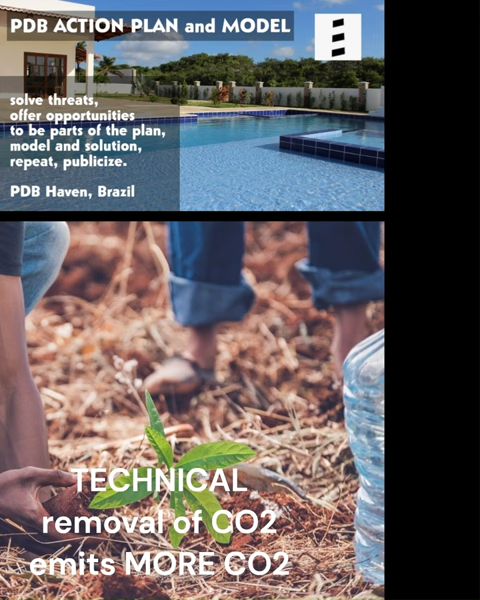 PDB ACTION PLAN and MODEL
solve threats,
offer opportunities
to be parts of the plan,
model and solution,
repeat, publicize.
PDB Haven, Brazil
TECHNICAL
removal of CO2
emits MORE CO2